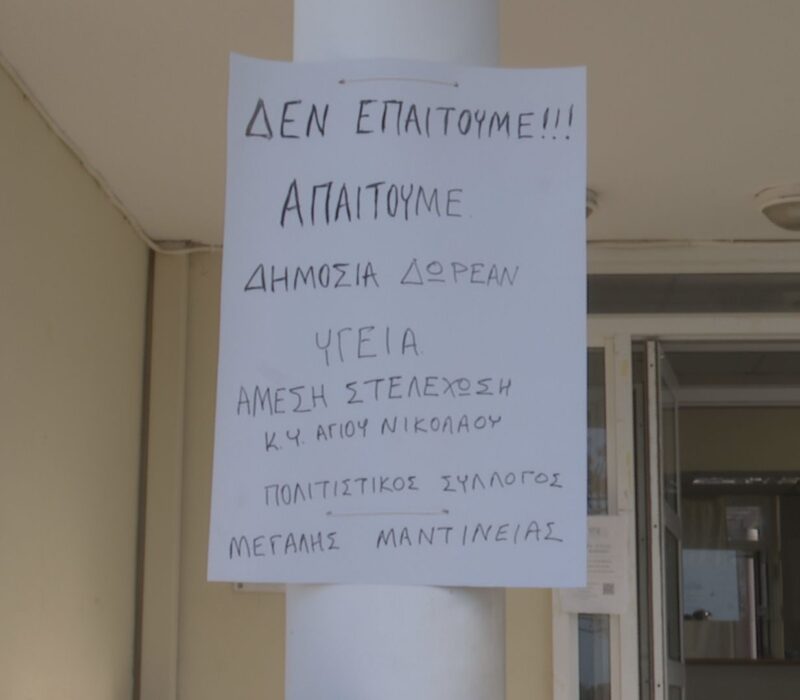 ΔΕΝ ΕΠΑΙΤΟΥΜΕ!!!
ΑΠΑΙΤΟΥΜΕ
ΔΗΜΟΣΙΑ ΔΩΡΕΑΝ
ΥΓΕΙΑ.
ΑΜΕΣΗ ΣΤΕΛΕΧΩΣΗ
Κ.Υ. ΑΓΙΟΥ ΝΙΚΟΛΑΟΥ
ΠΟΛΙΤΙΣΤΙΚΟΣ ΣΥΛΛΟΓΟΣ
ΜΕΓΑΛΗΣ ΜΑΝΤΙΝΕΙΑΣ